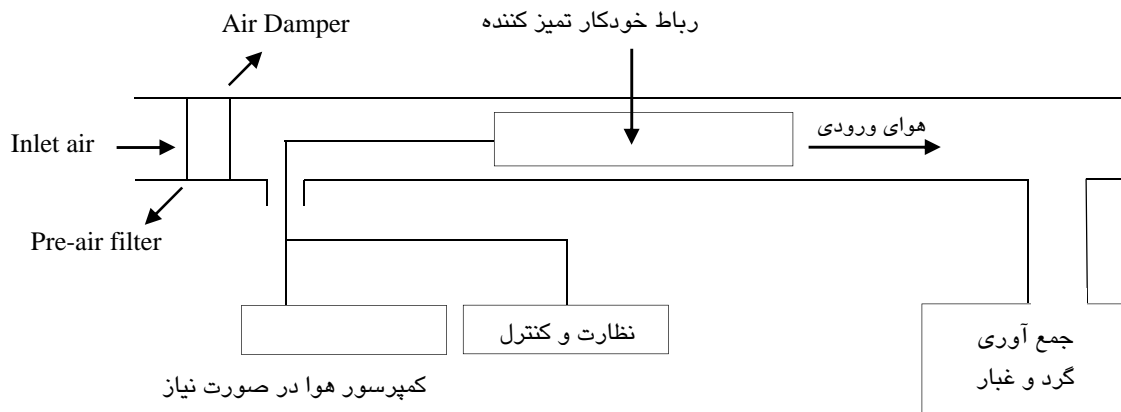 Air Damper
رباط خودکار تمیز کننده
Inlet air
هوای ورودی
Pre-air filter
نظارت و کنترل
جمع آوری
گرد و غبار
کمپرسور هوا در صورت نیاز